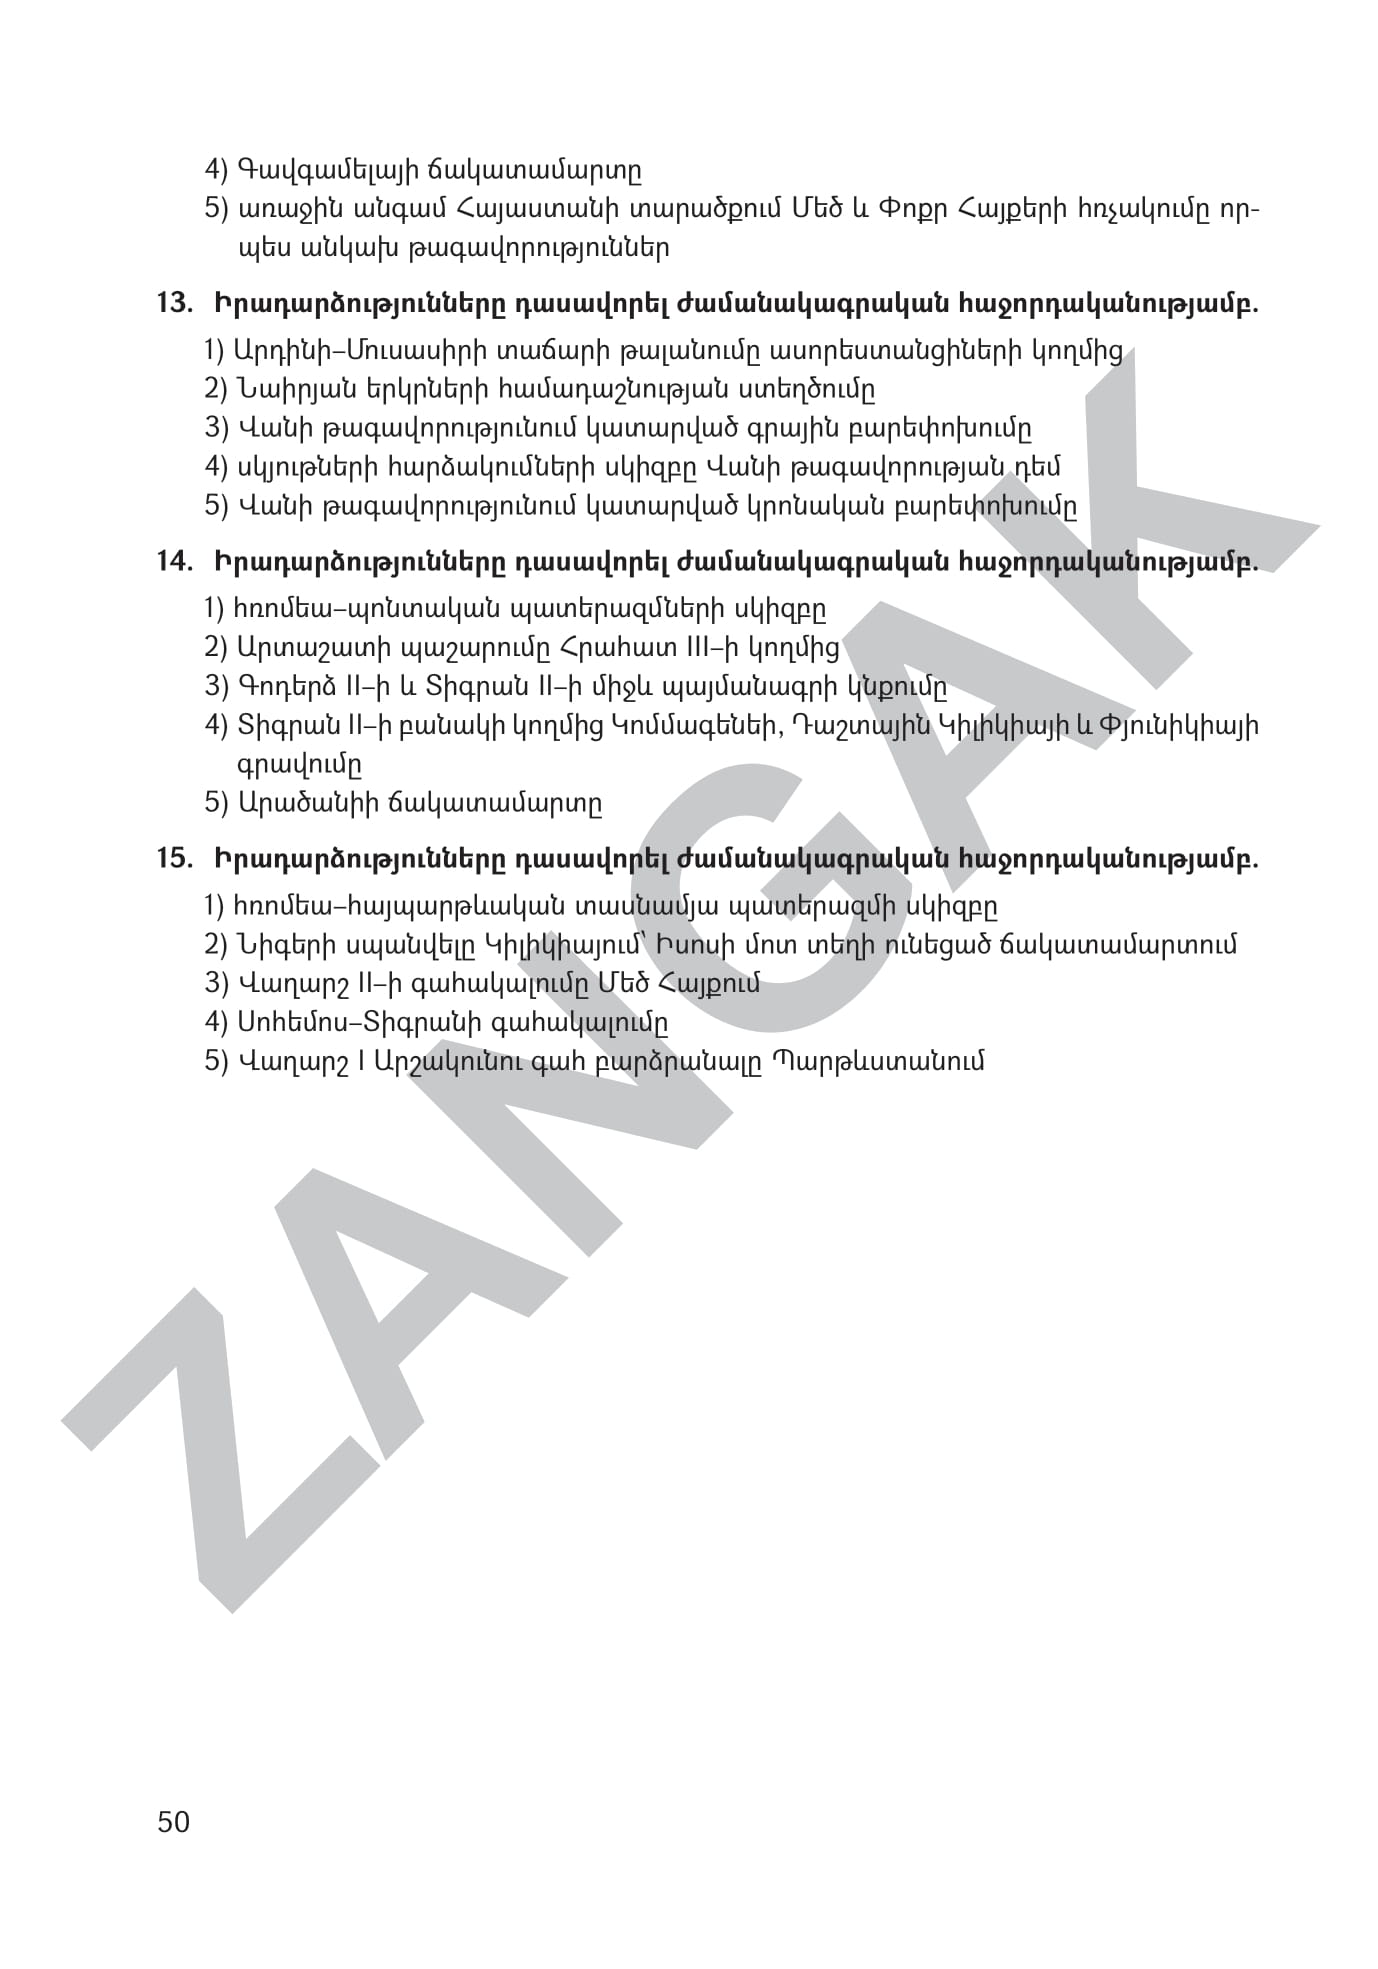 4) Գավգամելայի ճակատամարտը
5) առաջին անգամ Հայաստանի տարածքում Մեծ և Փոքր Հայքերի հռչակումը որ-
պես անկախ թագավորություններ
13. Իրադարձությունները դասավորել ժամանակագրական հաջորդականությամբ.
1) Արդինի–Մուսասիրի տաճարի թալանումը ասորեստանցիների կողմից
2) Նաիրյան երկրների համադաշնության ստեղծումը
3) Վանի թագավորությունում կատարված գրային բարեփոխումը
4) սկյութների հարձակումների սկիզբը Վանի թագավորության դեմ
5) Վանի թագավորությունում կատարված կրոնական բարեփոխումը
14. Իրադարձությունները դասավորել ժամանակագրական հաջորդականությամբ.
1) հռոմեա–պոնտական պատերազմների սկիզբը
2) Արտաշատի պաշարումը Հրահատ III–ի կողմից
3) Գոդերձ II–ի և Տիգրան II–ի միջև պայմանագրի կնքումը
4) Տիգրան II–ի բանակի կողմից Կոմմագենեի, Դաշտային Կիլիկիայի և Փյունիկիայի
գրավումը
5) Արածանիի ճակատամարտը
15. Իրադարձությունները դասավորել ժամանակագրական հաջորդականությամբ.
1) հռոմեա–հայպարթևական տասնամյա պատերազմի սկիզբը
2) Նիգերի սպանվելը Կիլիկիայում՝ Իսոսի մոտ տեղի ունեցած ճակատամարտում
3) Վաղարշ II–ի գահակալումը Մեծ Հայքում
4) Սոհեմոս–Տիգրանի գահակալումը
5) Վաղարշ I Արշակունու գահ բարձրանալը Պարթևստանում
ZANGAK
50